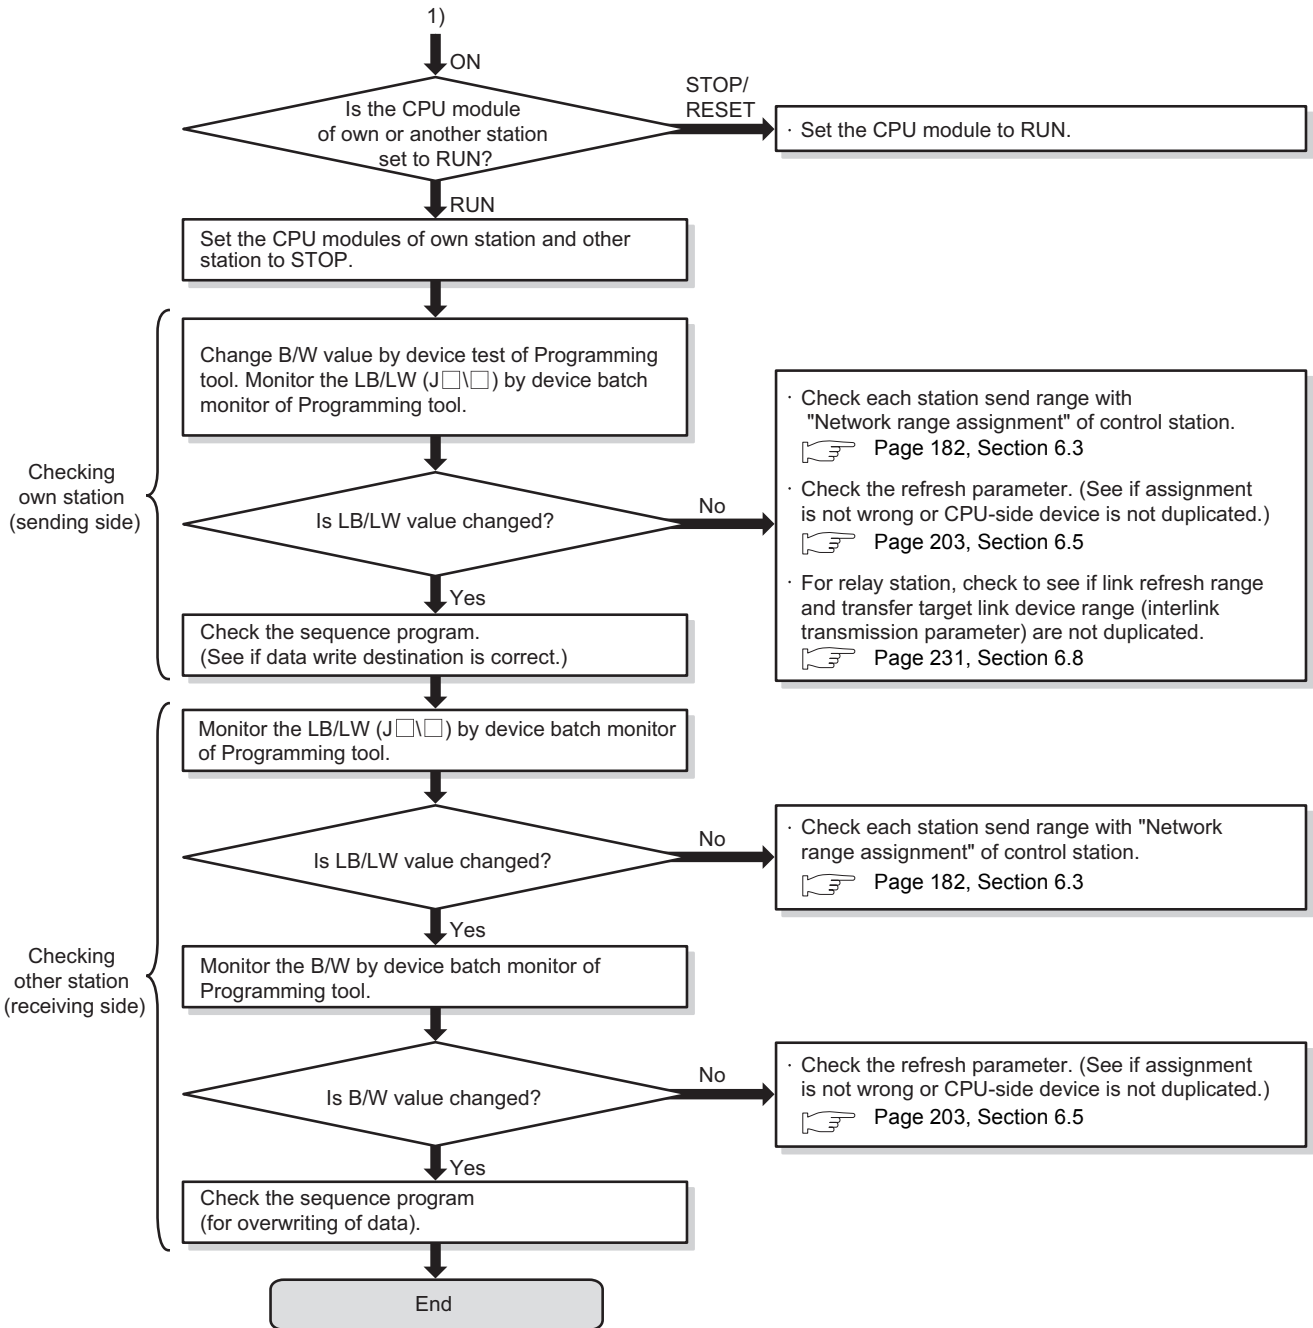 1)
ON
Is the CPU module
of own or another station
set to RUN?
STOP/
RESET
· Set the CPU module to RUN.
RUN
Set the CPU modules of own station and other
station to STOP.
Checking
own station
(sending side)
Change B/W value by device test of Programming
tool. Monitor the LB/LW (J□\□) by device batch
monitor of Programming tool.
Is LB/LW value changed?
No
· Check each station send range with
"Network range assignment" of control station.
Page 182, Section 6.3
· Check the refresh parameter. (See if assignment
is not wrong or CPU-side device is not duplicated.)
Page 203, Section 6.5
· For relay station, check to see if link refresh range
and transfer target link device range (interlink
transmission parameter) are not duplicated.
Page 231, Section 6.8
Yes
Check the sequence program.
(See if data write destination is correct.)
Checking
other station
(receiving side)
Monitor the LB/LW (J□\□) by device batch monitor
of Programming tool.
Is LB/LW value changed?
No
· Check each station send range with "Network
range assignment" of control station.
Page 182, Section 6.3
Yes
Monitor the B/W by device batch monitor of
Programming tool.
Is B/W value changed?
No
· Check the refresh parameter. (See if assignment
is not wrong or CPU-side device is not duplicated.)
Page 203, Section 6.5
Yes
Check the sequence program
(for overwriting of data).
End